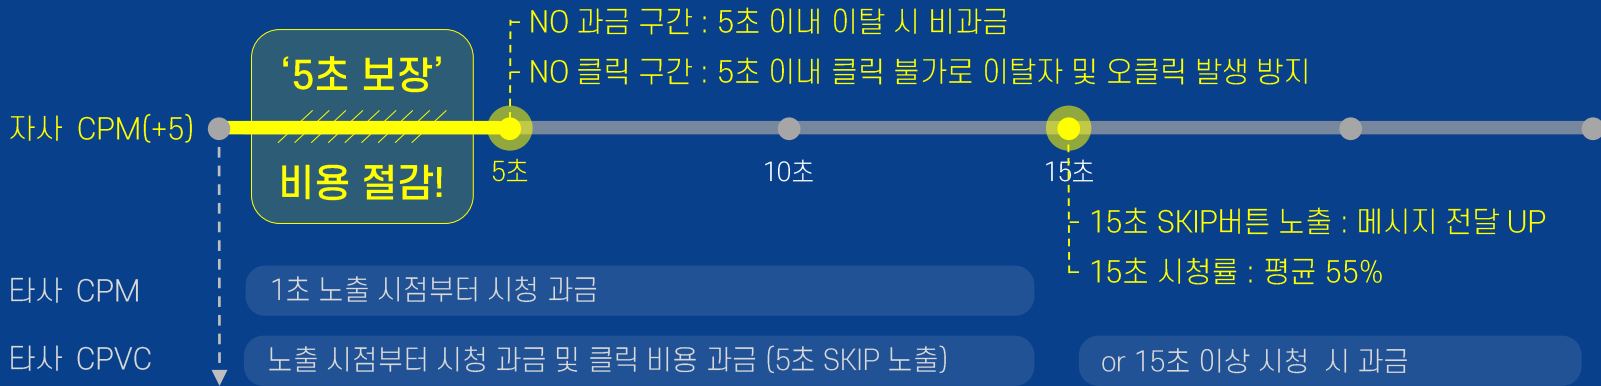 NO 과금 구간 : 5초 이내 이탈 시 비과금
NO 클릭 구간 : 5초 이내 클릭 불가로 이탈자 및 오클릭 발생 방지
‘5초 보장’
자사 CPM(+5)
비용 절감!
5초
10초
15초
15초 SKIP버튼 노출 : 메시지 전달 UP
15초 시청률 : 평균 55%
타사 CPM
1초 노출 시점부터 시청 과금
타사 CPVC
노출 시점부터 시청 과금 및 클릭 비용 과금 (5초 SKIP 노출)
or 15초 이상 시청 시 과금